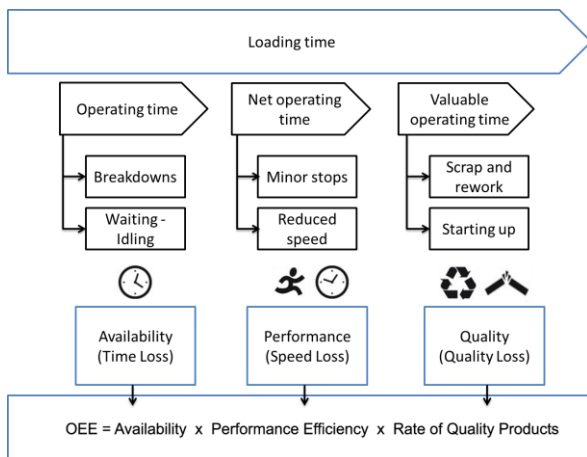 Loading time
Operating time
Net operating
time
Valuable
operating time
Breakdowns
Minor stops
Scrap and
rework
Waiting -
Idling
Reduced
speed
Starting up
Availability
(Time Loss)
Performance
(Speed Loss)
Quality
(Quality Loss)
OEE = Availability x Performance Efficiency x Rate of Quality Products